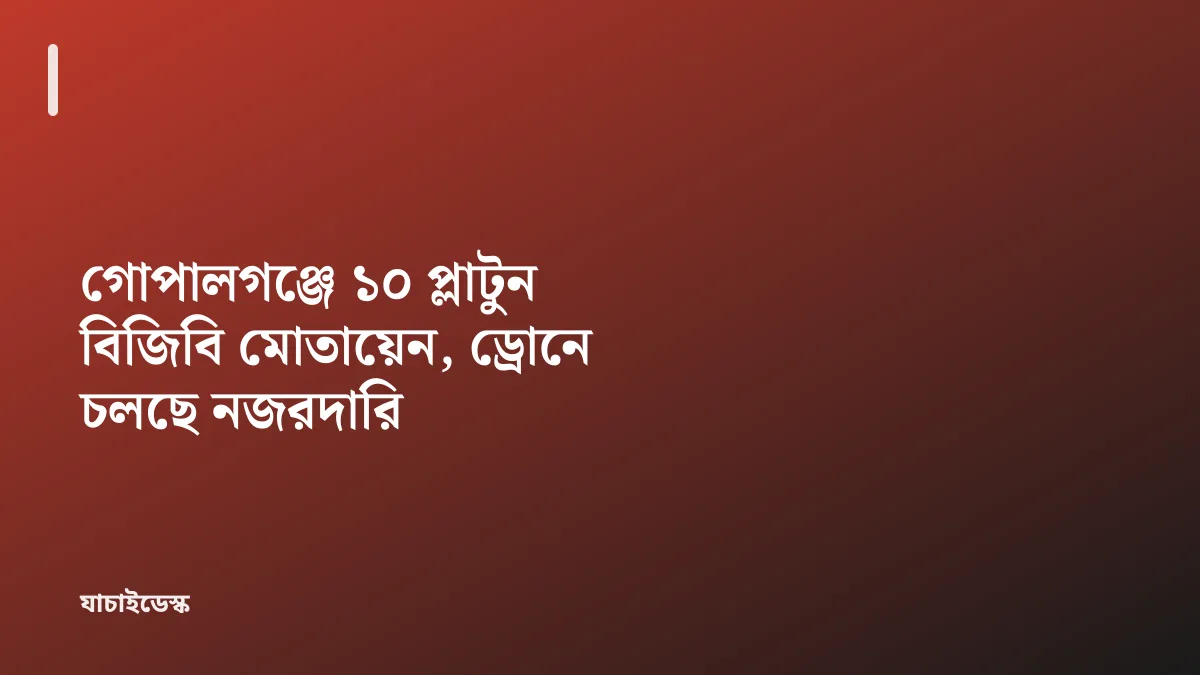 গোপালগঞ্জে ১০ প্লাটুন
বিজিবি মোতায়েন, ড্রোনে
চলছে নজরদারি
যাচাইডেস্ক